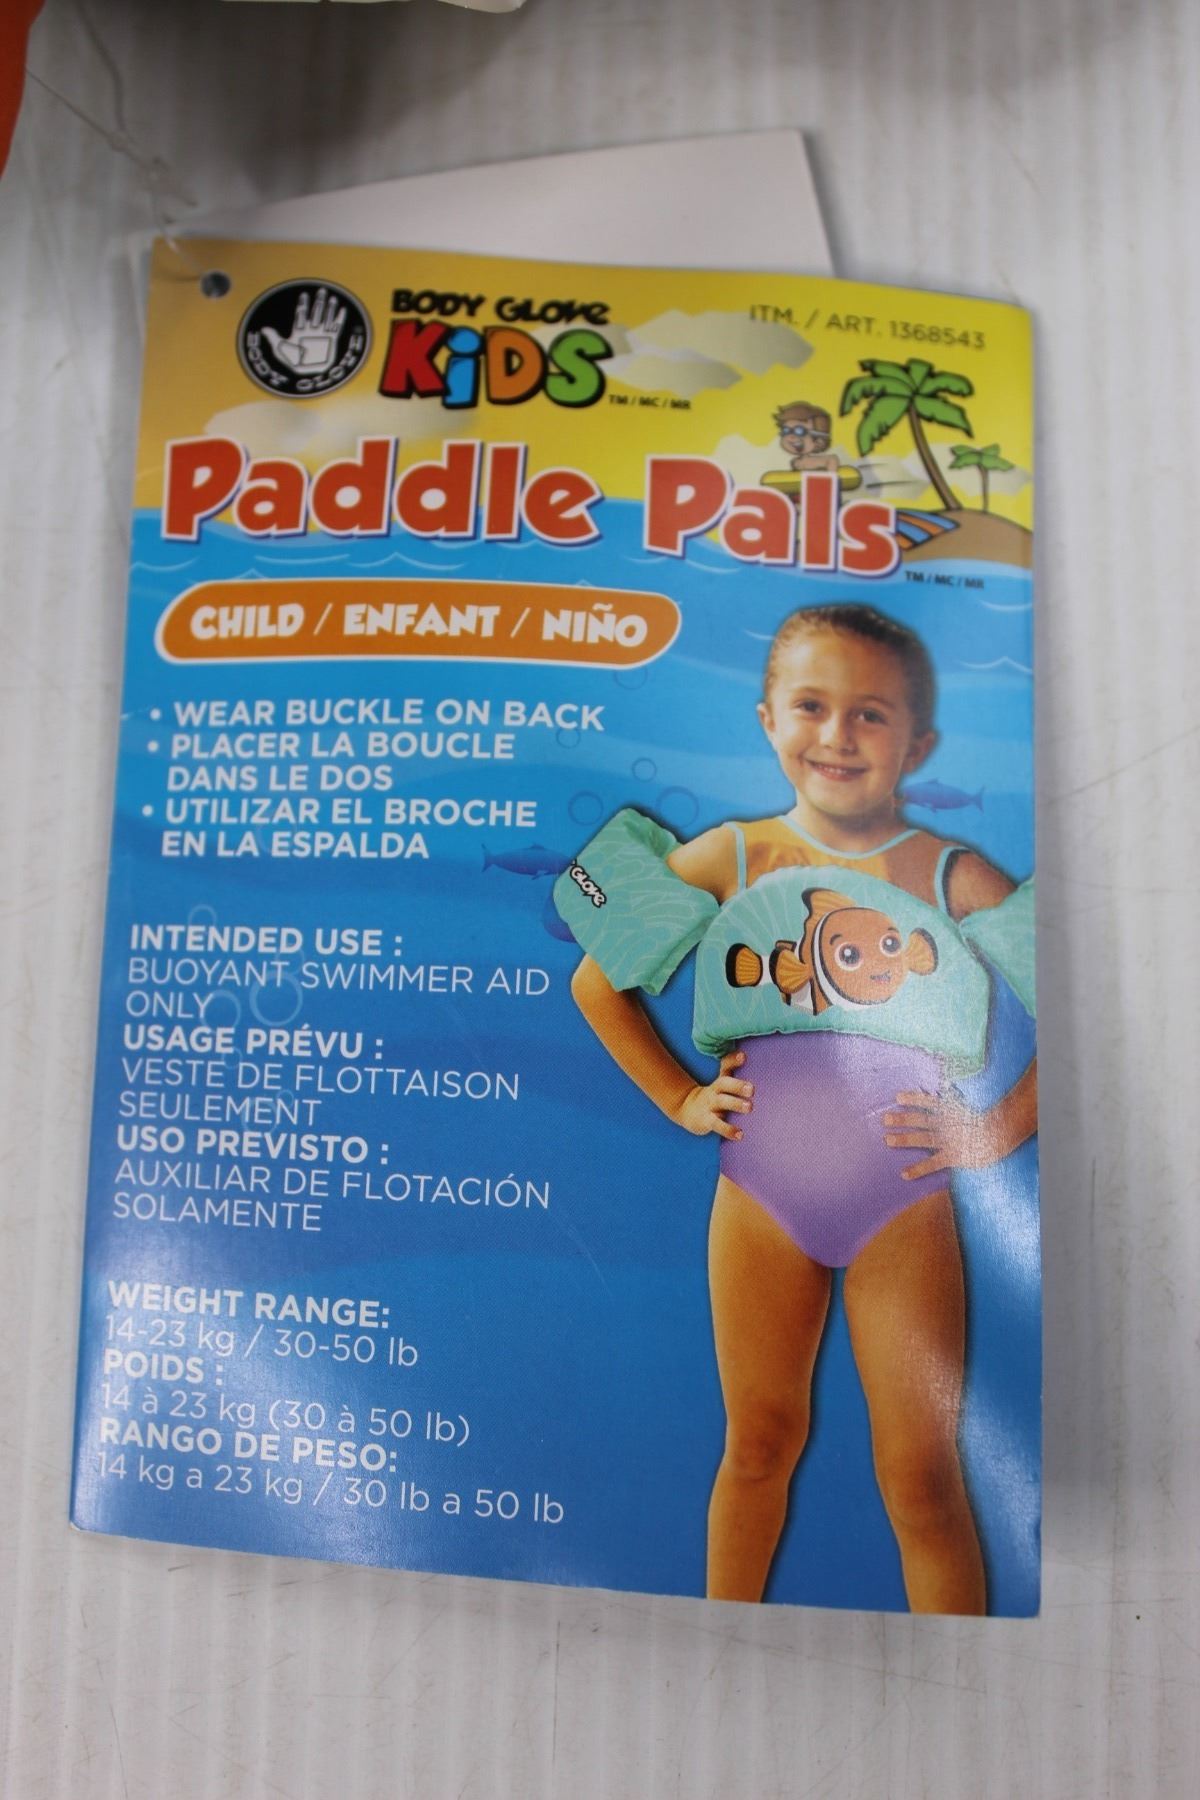 BODY GLOVE
BODY GLOVE
KiDS
TM / MC / MR
ITM. / ART. 1368543
Paddle Pals
TM / MC / MR
CHILD / ENFANT / NIÑO
• WEAR BUCKLE ON BACK
• PLACER LA BOUCLE
DANS LE DOS
• UTILIZAR EL BROCHE
EN LA ESPALDA
GLOVE
INTENDED USE :
BUOYANT SWIMMER AID
ONLY
USAGE PRÉVU :
VESTE DE FLOTTAISON
SEULEMENT
USO PREVISTO :
AUXILIAR DE FLOTACIÓN
SOLAMENTE
WEIGHT RANGE:
14-23 kg / 30-50 lb
POIDS :
14 à 23 kg (30 à 50 lb)
RANGO DE PESO:
14 kg a 23 kg / 30 lb a 50 lb